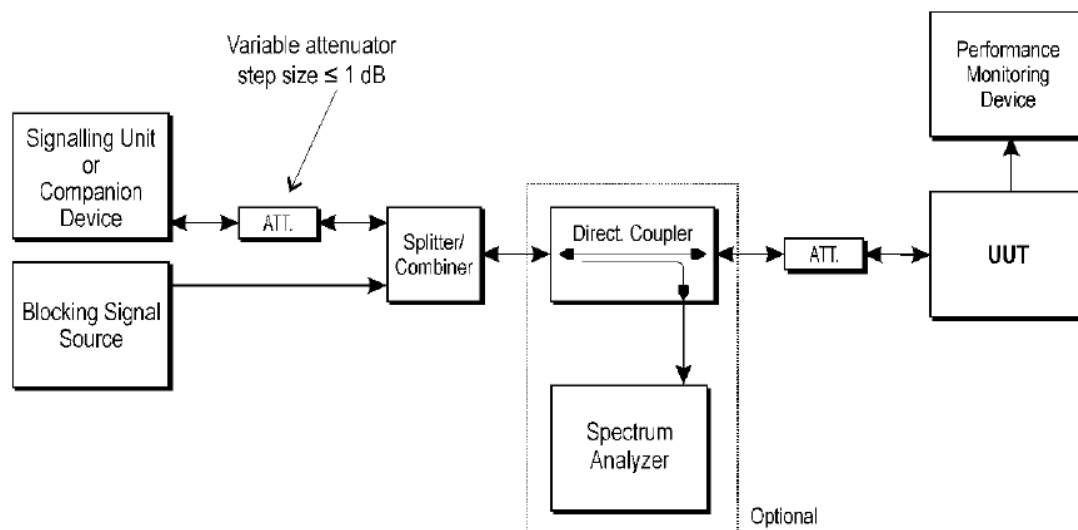 Variable attenuator
step size ≤ 1 dB
Performance
Monitoring
Device
Signalling Unit
or
Companion
Device
ATT.
Splitter/
Combiner
Direct. Coupler
ATT.
UUT
Blocking Signal
Source
Spectrum
Analyzer
Optional